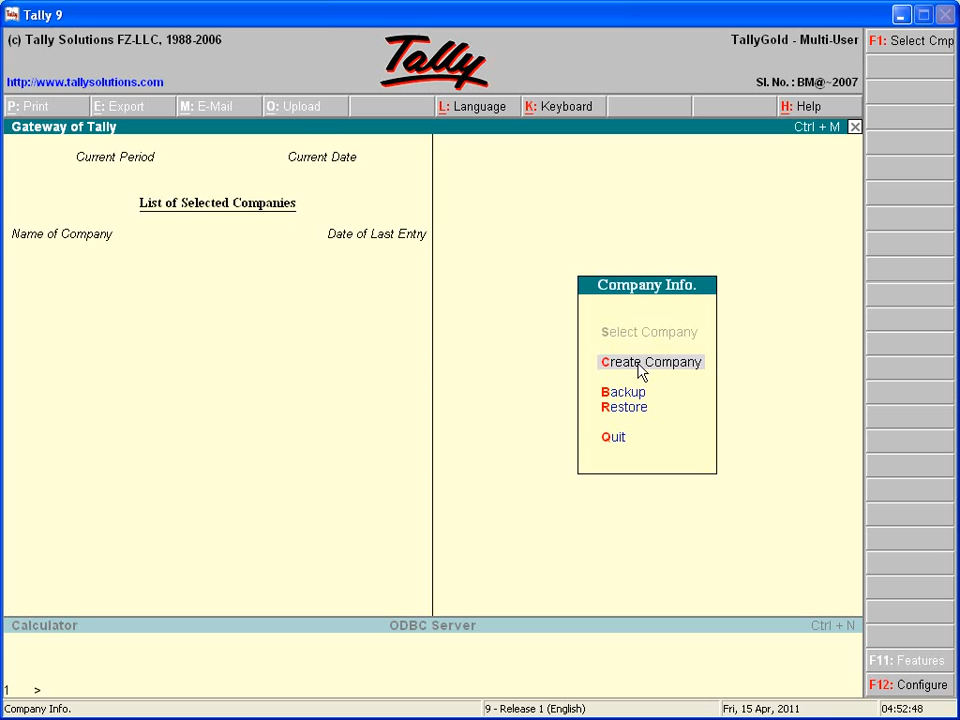 Tally 9
(c) Tally Solutions FZ-LLC, 1988-2006
Tally
TallyGold - Multi-User
F1: Select Cmp
http://www.tallysolutions.com
Sl. No. : BM@~2007
P: Print
E: Export
M: E-Mail
O: Upload
L: Language
K: Keyboard
H: Help
Gateway of Tally
Ctrl + M
Current Period
Current Date
List of Selected Companies
Name of Company
Date of Last Entry
Company Info.
Select Company
Create Company
Backup
Restore
Quit
Calculator
ODBC Server
Ctrl + N
F11: Features
F12: Configure
1 >
Company Info.
9 - Release 1 (English)
Fri, 15 Apr, 2011
04:52:48